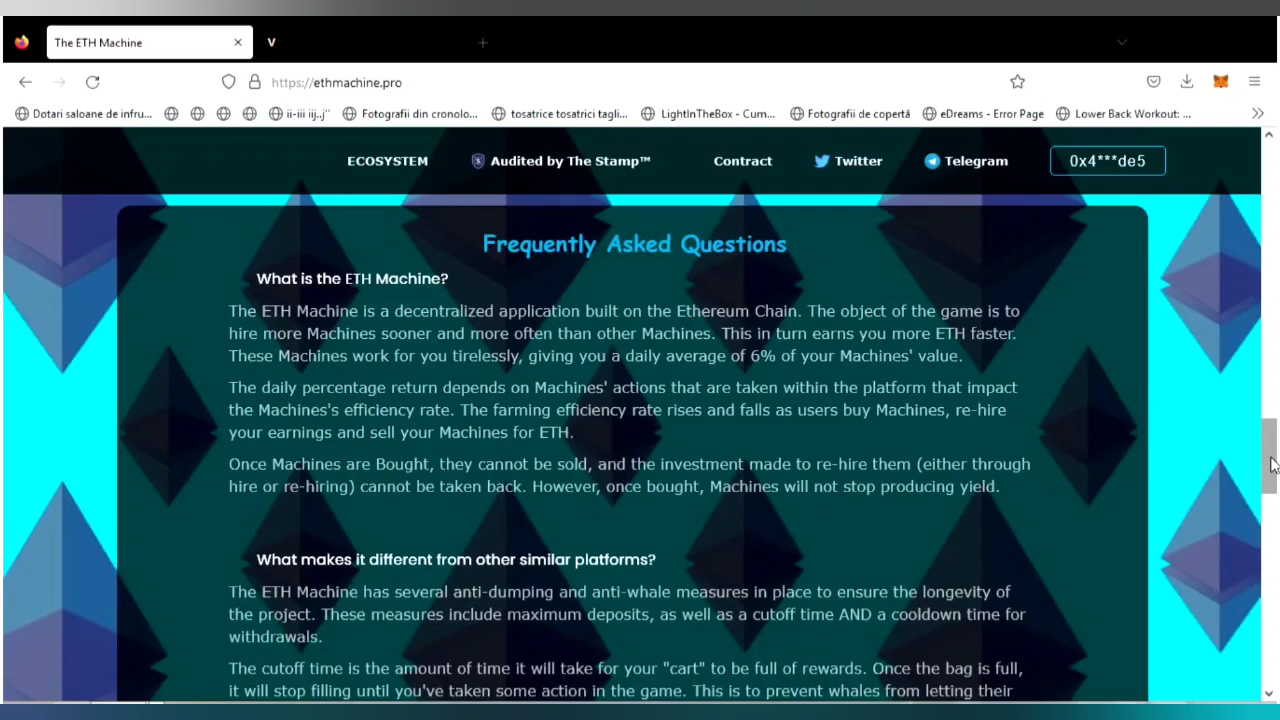 The ETH Machine
V
https://ethmachine.pro
Dotari saloane de infru...
ii-iii iij..j"
Fotografii din cronolo...
tosatrice tosatrici tagli...
LightInTheBox - Cum...
Fotografii de copertă
eDreams - Error Page
Lower Back Workout: ...
ECOSYSTEM
Audited by The Stamp™
Contract
Twitter
Telegram
0x4***de5
Frequently Asked Questions
What is the ETH Machine?
The ETH Machine is a decentralized application built on the Ethereum Chain. The object of the game is to
hire more Machines sooner and more often than other Machines. This in turn earns you more ETH faster.
These Machines work for you tirelessly, giving you a daily average of 6% of your Machines' value.
The daily percentage return depends on Machines' actions that are taken within the platform that impact
the Machines's efficiency rate. The farming efficiency rate rises and falls as users buy Machines, re-hire
your earnings and sell your Machines for ETH.
Once Machines are Bought, they cannot be sold, and the investment made to re-hire them (either through
hire or re-hiring) cannot be taken back. However, once bought, Machines will not stop producing yield.
What makes it different from other similar platforms?
The ETH Machine has several anti-dumping and anti-whale measures in place to ensure the longevity of
the project. These measures include maximum deposits, as well as a cutoff time AND a cooldown time for
withdrawals.
The cutoff time is the amount of time it will take for your "cart" to be full of rewards. Once the bag is full,
it will stop filling until you've taken some action in the game. This is to prevent whales from letting their